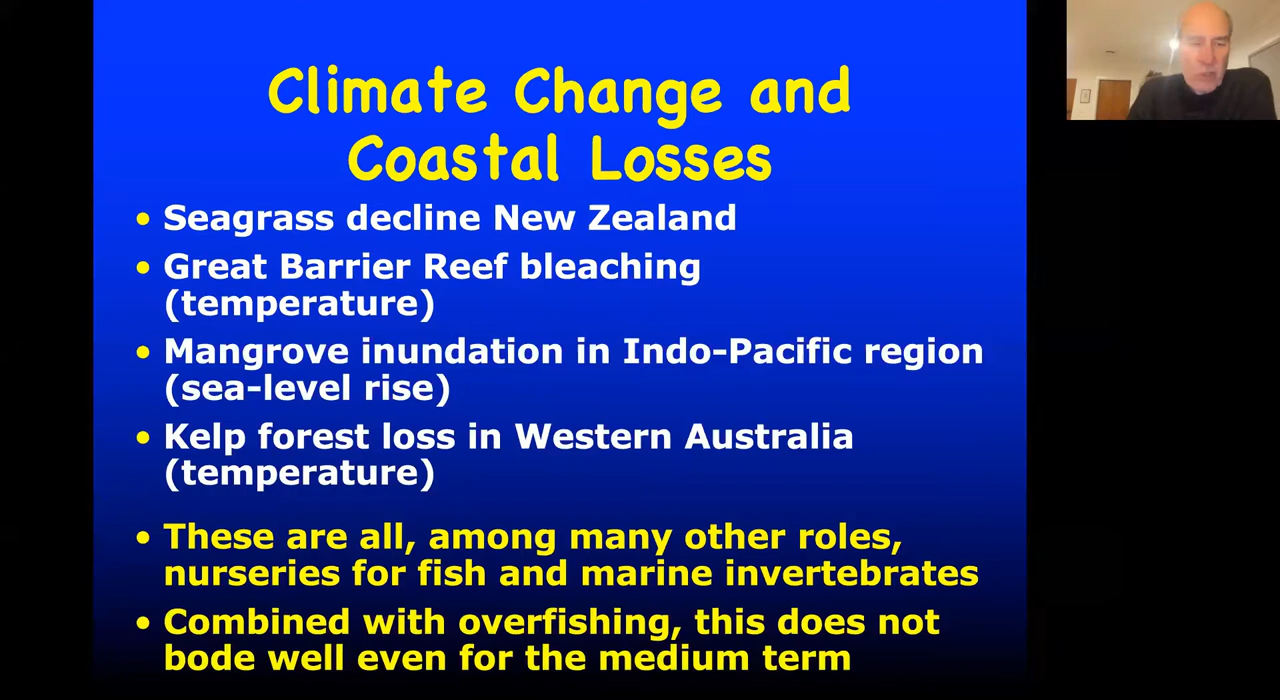 Climate Change and
Coastal Losses
• Seagrass decline New Zealand
• Great Barrier Reef bleaching
(temperature)
• Mangrove inundation in Indo-Pacific region
(sea-level rise)
• Kelp forest loss in Western Australia
(temperature)
• These are all, among many other roles,
nurseries for fish and marine invertebrates
• Combined with overfishing, this does not
bode well even for the medium term